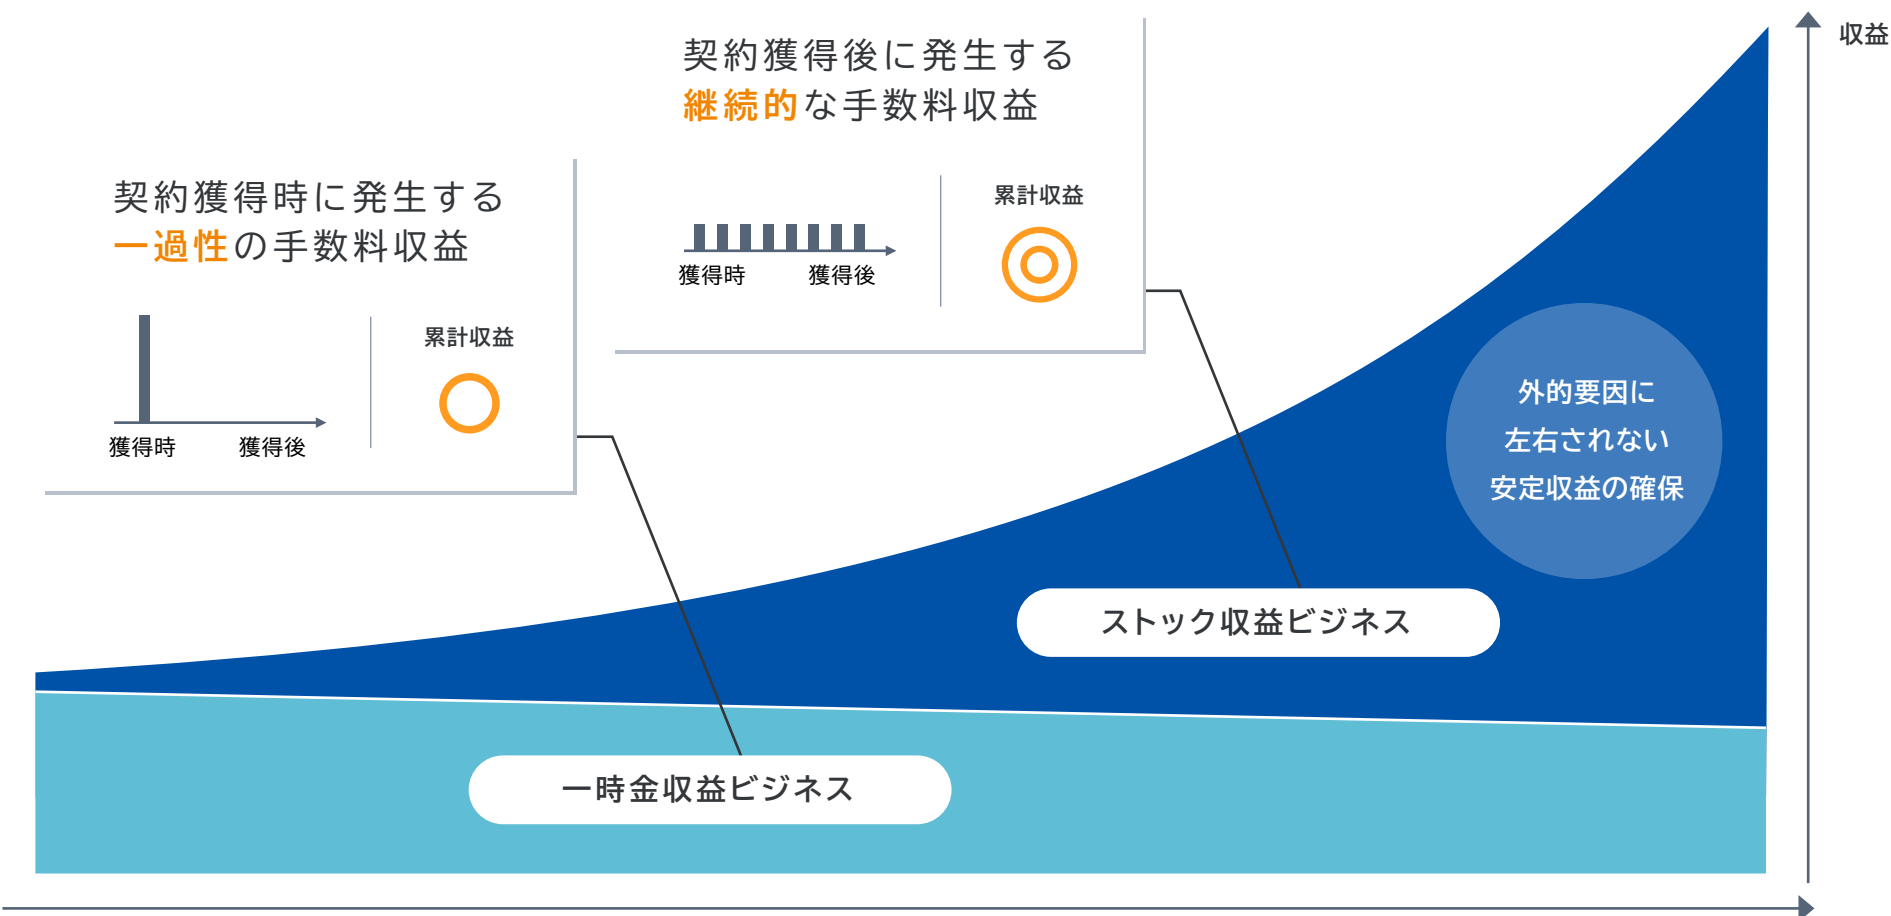 収益
契約獲得後に発生する
継続的な手数料収益
累計収益
獲得時
獲得後
契約獲得時に発生する
一過性の手数料収益
累計収益
獲得時
獲得後
外的要因に
左右されない
安定収益の確保
ストック収益ビジネス
一時金収益ビジネス